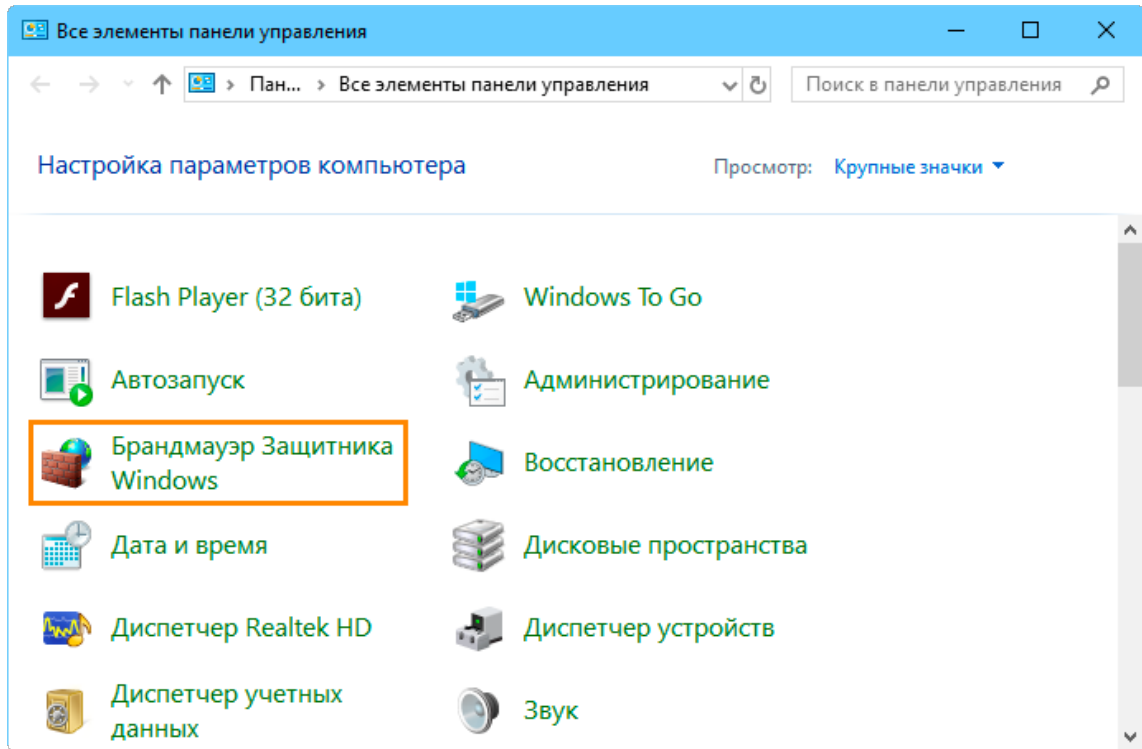 Все элементы панели управления
Пан... Все элементы панели управления
Поиск в панели управления
Настройка параметров компьютера
Просмотр: Крупные значки
Flash Player (32 бита)
Windows To Go
Автозапуск
Администрирование
Брандмауэр Защитника
Windows
Восстановление
Дата и время
Дисковые пространства
Диспетчер Realtek HD
Диспетчер устройств
Диспетчер учетных
данных
Звук